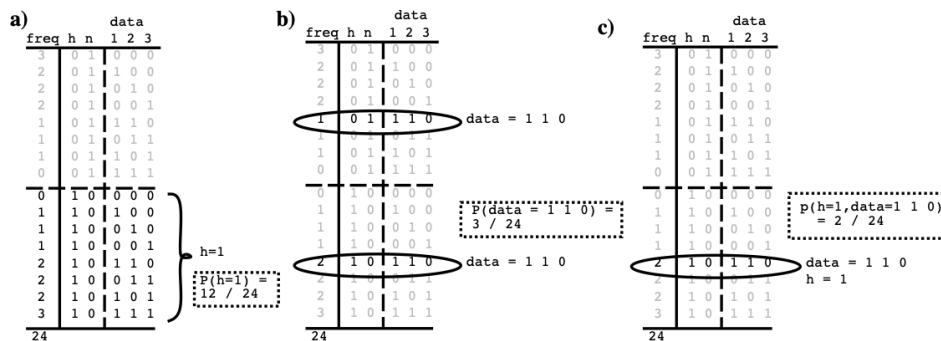 a)
data
freq h n 1 2 3
3 0 1 0 0 0
2 0 1 1 0 0
2 0 1 0 1 0
2 0 1 0 0 1
1 0 1 1 1 0
1 0 1 0 1 1
1 0 1 1 0 1
0 0 1 1 1 1
0 1 0 0 0 0
1 1 0 1 0 0
1 1 0 0 1 0
1 1 0 0 0 1
2 1 0 1 1 0
2 1 0 0 1 1
2 1 0 1 0 1
3 1 0 1 1 1
24
h=1
P(h=1) =
12 / 24
b)
data
freq h n 1 2 3
3 0 1 0 0 0
2 0 1 1 0 0
2 0 1 0 1 0
2 0 1 0 0 1
1 0 1 1 1 0
1 0 1 0 1 1
1 0 1 1 0 1
0 0 1 1 1 1
0 1 0 0 0 0
1 1 0 1 0 0
1 1 0 0 1 0
1 1 0 0 0 1
2 1 0 1 1 0
2 1 0 0 1 1
2 1 0 1 0 1
3 1 0 1 1 1
24
data = 1 1 0
P(data = 1 1 0) =
3 / 24
data = 1 1 0
c)
data
freq h n 1 2 3
3 0 1 0 0 0
2 0 1 1 0 0
2 0 1 0 1 0
2 0 1 0 0 1
1 0 1 1 1 0
1 0 1 0 1 1
1 0 1 1 0 1
0 0 1 1 1 1
0 1 0 0 0 0
1 1 0 1 0 0
1 1 0 0 1 0
1 1 0 0 0 1
2 1 0 1 1 0
2 1 0 0 1 1
2 1 0 1 0 1
3 1 0 1 1 1
24
p(h=1,data=1 1 0)
= 2 / 24
data = 1 1 0
h = 1